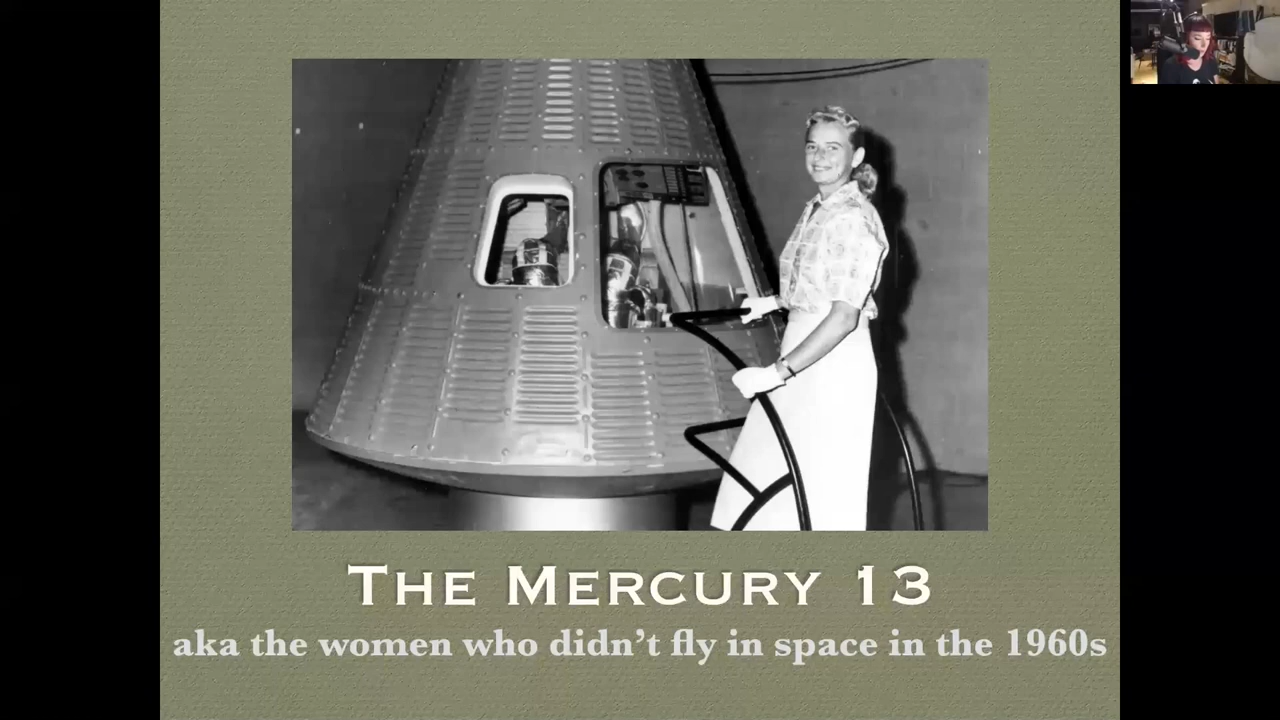 The Mercury 13
aka the women who didn't fly in space in the 1960s